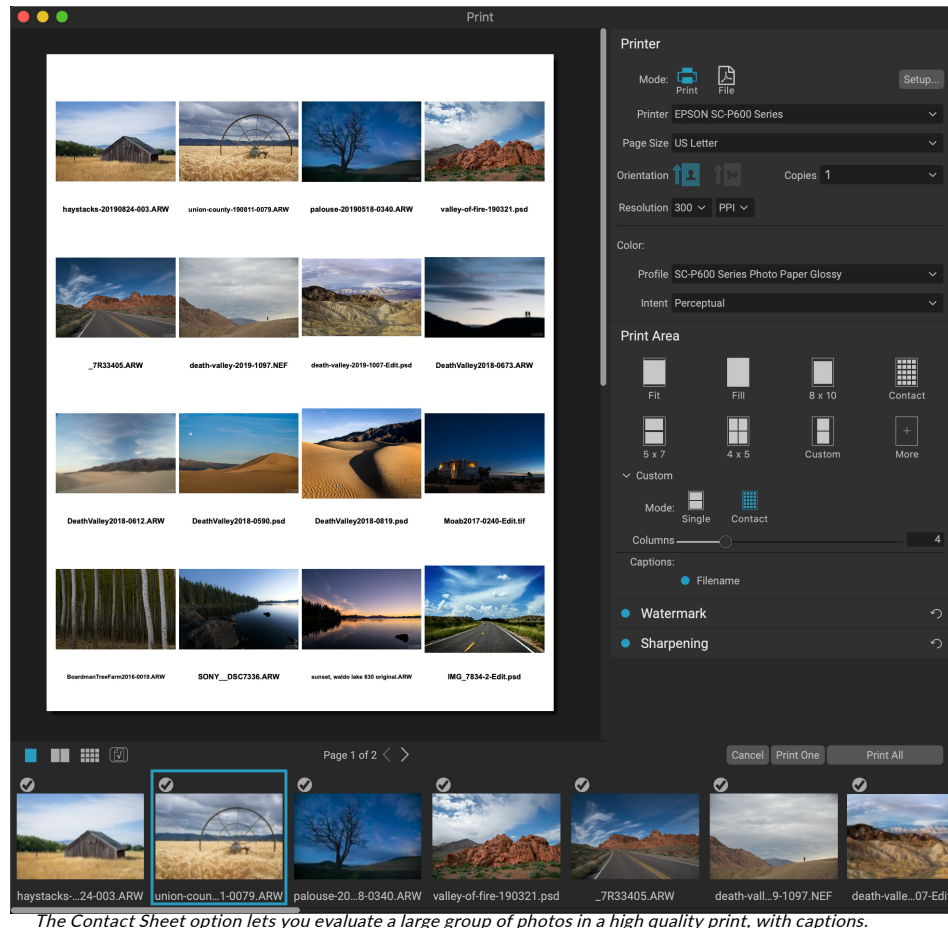 Print
Printer
Mode:
Print
File
Setup...
Printer EPSON SC-P600 Series
Page Size US Letter
Orientation
Copies 1
Resolution 300 PPI
Color:
Profile SC-P600 Series Photo Paper Glossy
Intent Perceptual
Print Area
Fit Fill 8 x 10 Contact
5 x 7 4 x 5 Custom More
Custom
Mode:
Single Contact
Columns 4
Captions:
Filename
Watermark
Sharpening
haystacks-20190824-003.ARW union-county-190811-0079.ARW palouse-20190518-0340.ARW valley-of-fire-190321.psd
_7R33405.ARW death-valley-2019-1097.NEF death-valley-2019-1007-Edit.psd DeathValley2018-0673.ARW
DeathValley2018-0612.ARW DeathValley2018-0590.psd DeathValley2018-0819.psd Moab2017-0240-Edit.tif
BoardmanTreeFarm2016-0019.ARW SONY__DSC7336.ARW sunset, waldo lake 630 original.ARW IMG_7834-2-Edit.psd
Page 1 of 2
Cancel Print One Print All
haystacks-...24-003.ARW union-coun...1-0079.ARW palouse-20...8-0340.ARW valley-of-fire-190321.psd _7R33405.ARW death-vall...9-1097.NEF death-valle...07-Edi
The Contact Sheet option lets you evaluate a large group of photos in a high quality print, with captions.